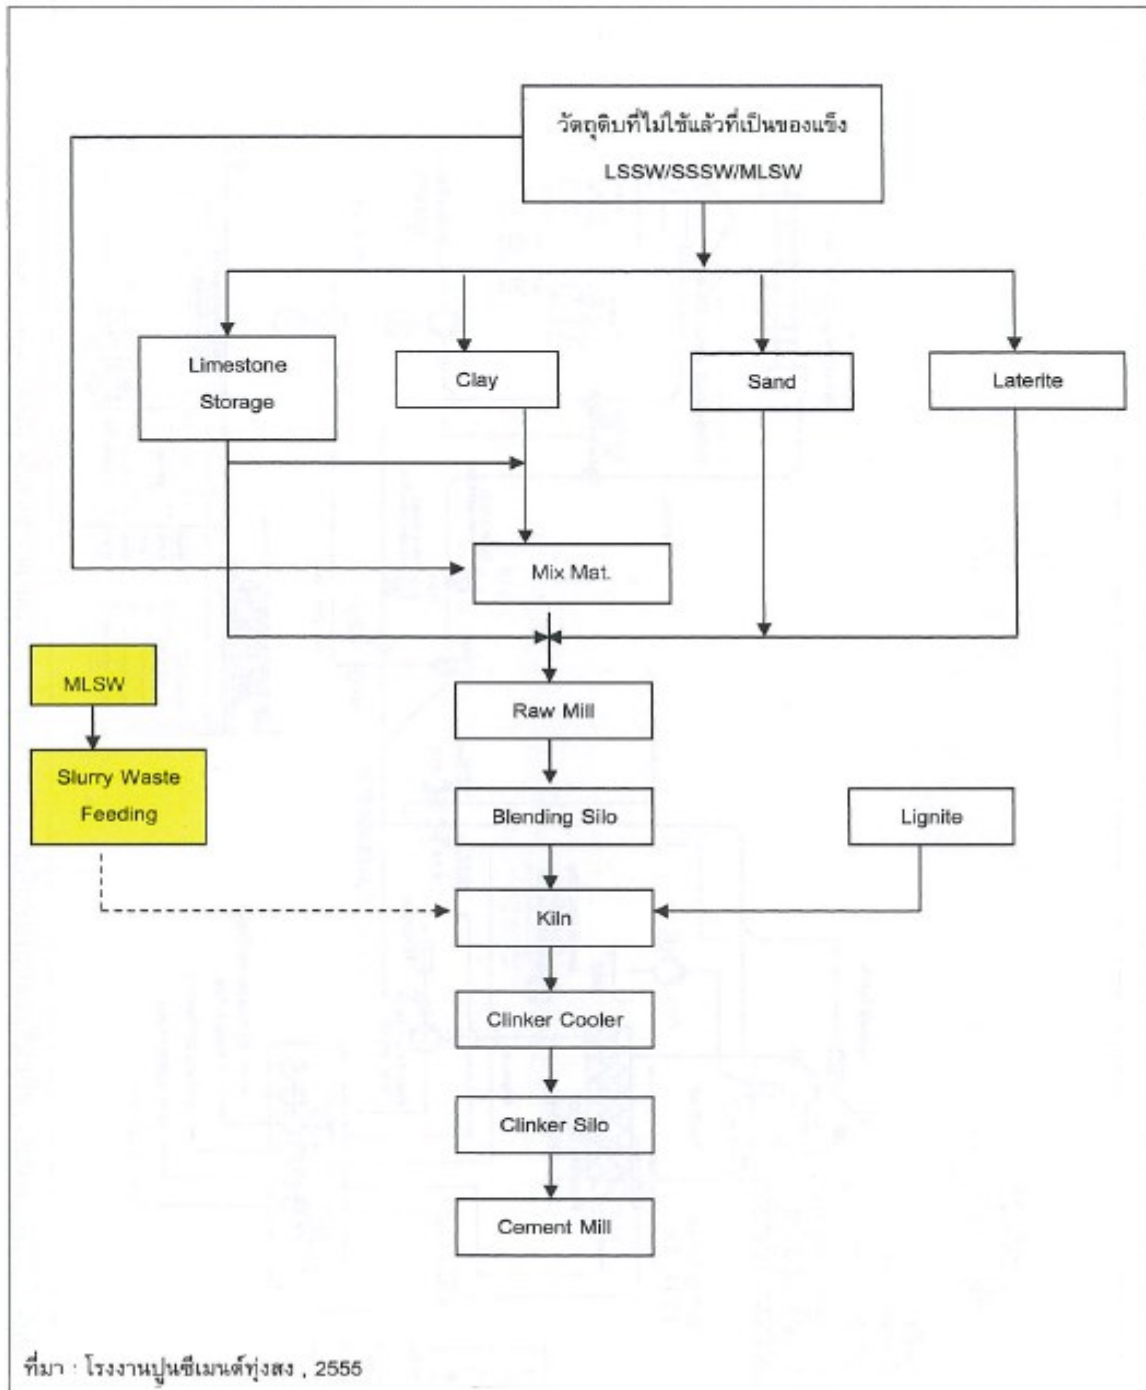 วัตถุดิบที่ไม่ใช้แล้วที่เป็นของแข็ง
LSSW/SSSW/MLSW
Limestone
Storage
Clay
Sand
Laterite
Mix Mat.
MLSW
Raw Mill
Slurry Waste
Feeding
Blending Silo
Lignite
Kiln
Clinker Cooler
Clinker Silo
Cement Mill
ที่มา : โรงงานปูนซีเมนต์ทุ่งสง , 2555